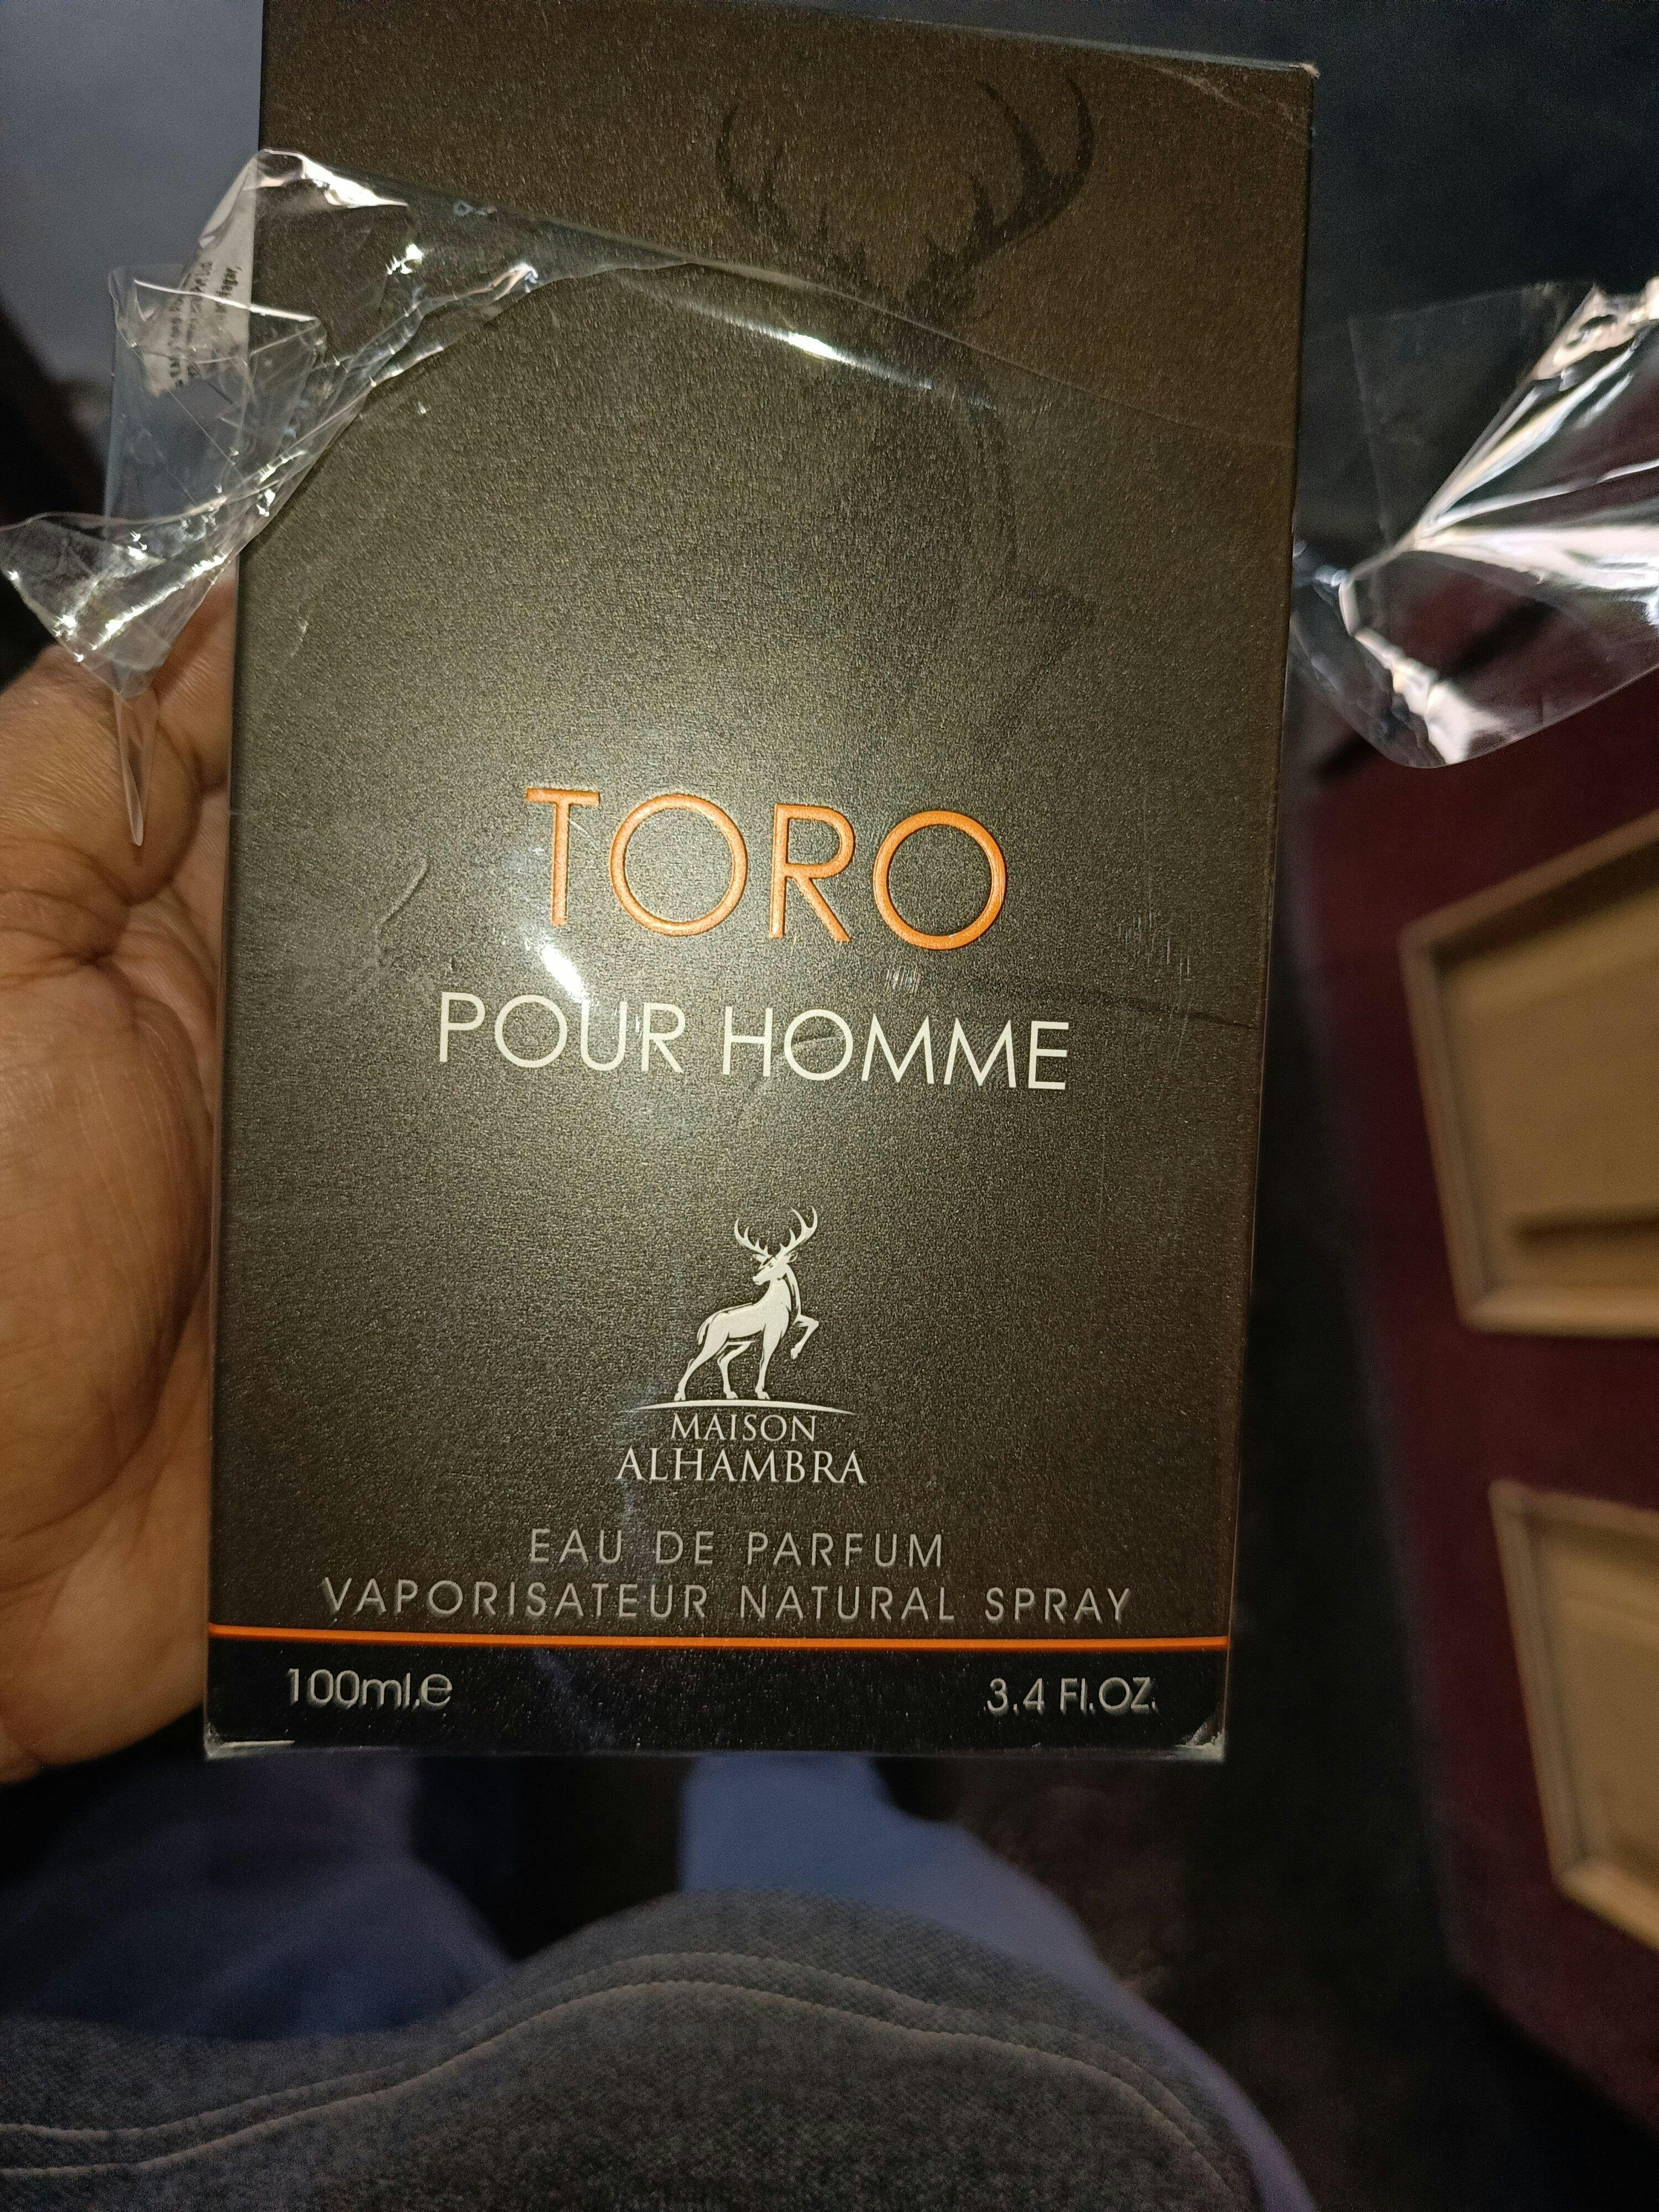 TORO
POUR HOMME
MAISON
ALHAMBRA
EAU DE PARFUM
VAPORISATEUR NATURAL SPRAY
100ml.e
3.4 Fl.OZ.